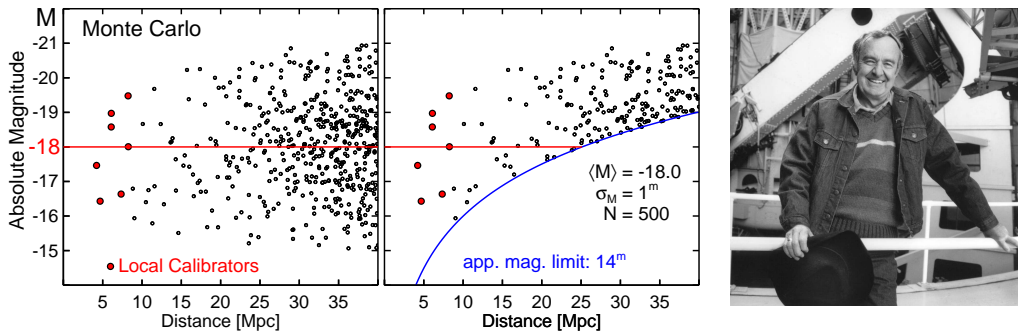 M
Monte Carlo
Absolute Magnitude
-21
-20
-19
-18
-17
-16
-15
Local Calibrators
5 10 15 20 25 30 35 40
Distance [Mpc]
⟨M⟩ = -18.0
σM = 1ᵐ
N = 500
app. mag. limit: 14ᵐ
5 10 15 20 25 30 35 40
Distance [Mpc]